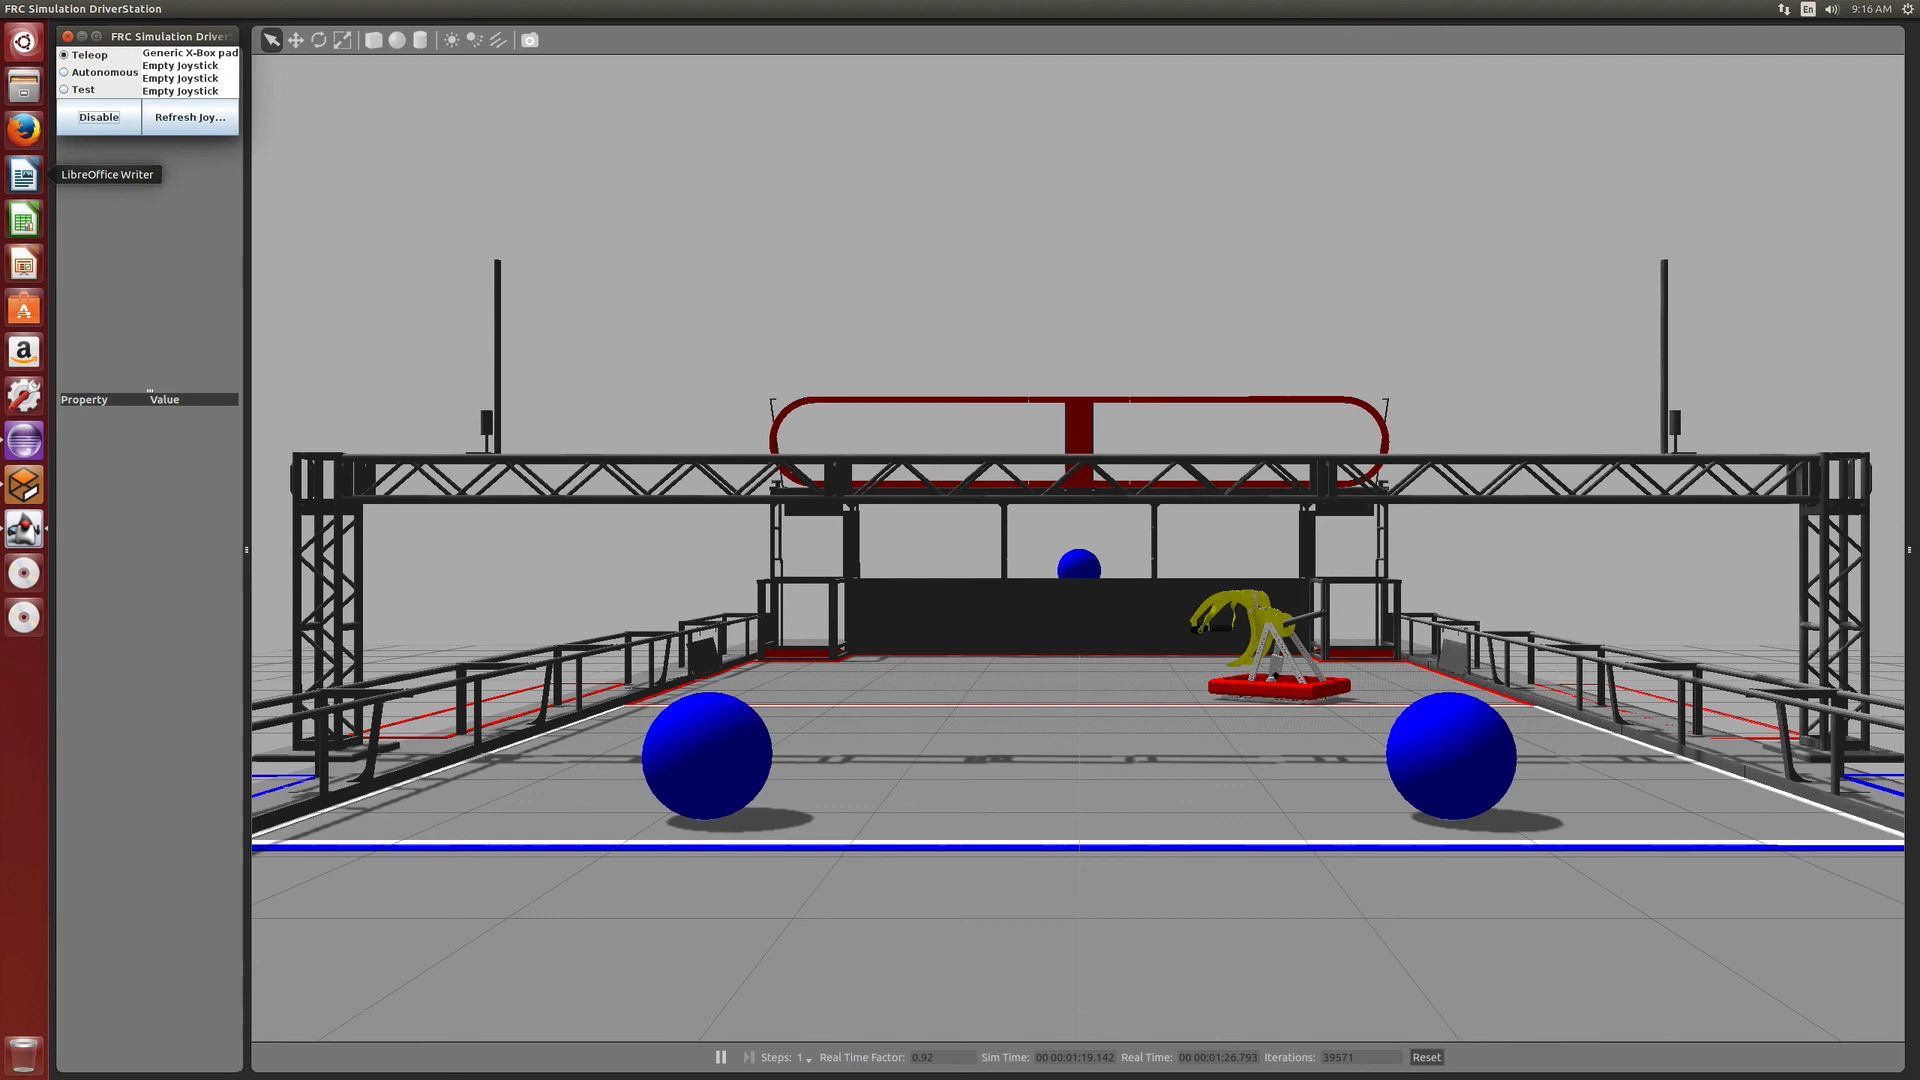 FRC Simulation DriverStation
En
9:16 AM
FRC Simulation Driver
Teleop
Generic X-Box pad
Autonomous
Empty Joystick
Test
Empty Joystick
Empty Joystick
Disable
Refresh Joy...
LibreOffice Writer
Property
Value
a
Steps: 1
Real Time Factor: 0.92
Sim Time: 00 00:01:19.142
Real Time: 00 00:01:26.793
Iterations: 39571
Reset